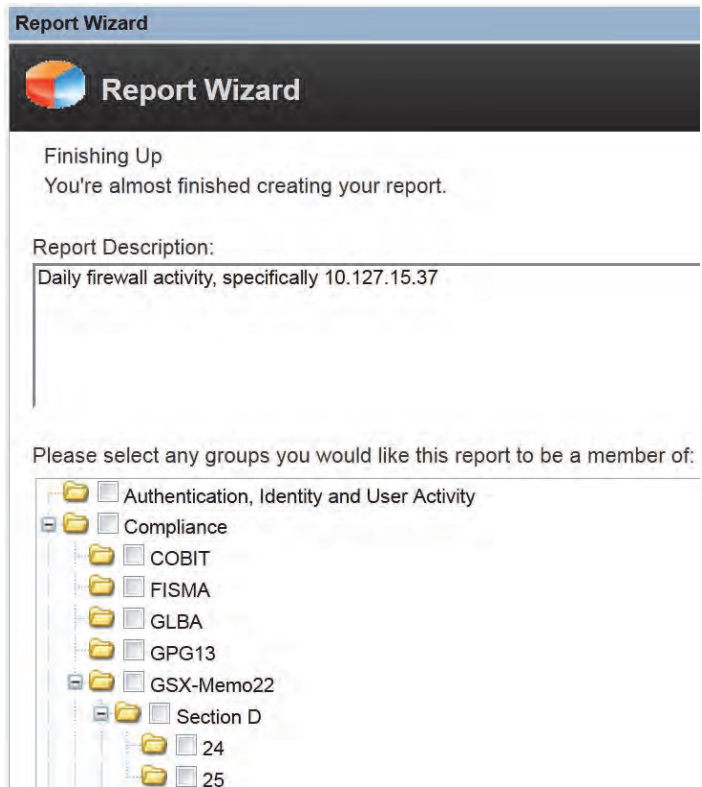 Report Wizard
Report Wizard
Finishing Up
You're almost finished creating your report.
Report Description:
Daily firewall activity, specifically 10.127.15.37
Please select any groups you would like this report to be a member of:
Authentication, Identity and User Activity
Compliance
COBIT
FISMA
GLBA
GPG13
GSX-Memo22
Section D
24
25